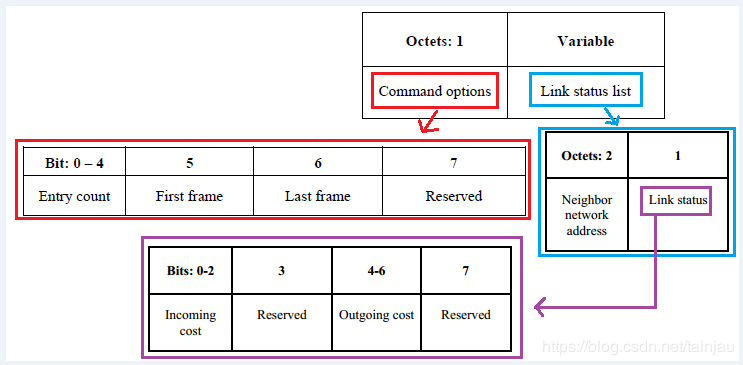 Octets: 1 Variable
Command options Link status list
Bit: 0 – 4 5 6 7
Entry count First frame Last frame Reserved
Octets: 2 1
Neighbor network address Link status
Bits: 0-2 3 4-6 7
Incoming cost Reserved Outgoing cost Reserved
https://blog.csdn.net/tainjau